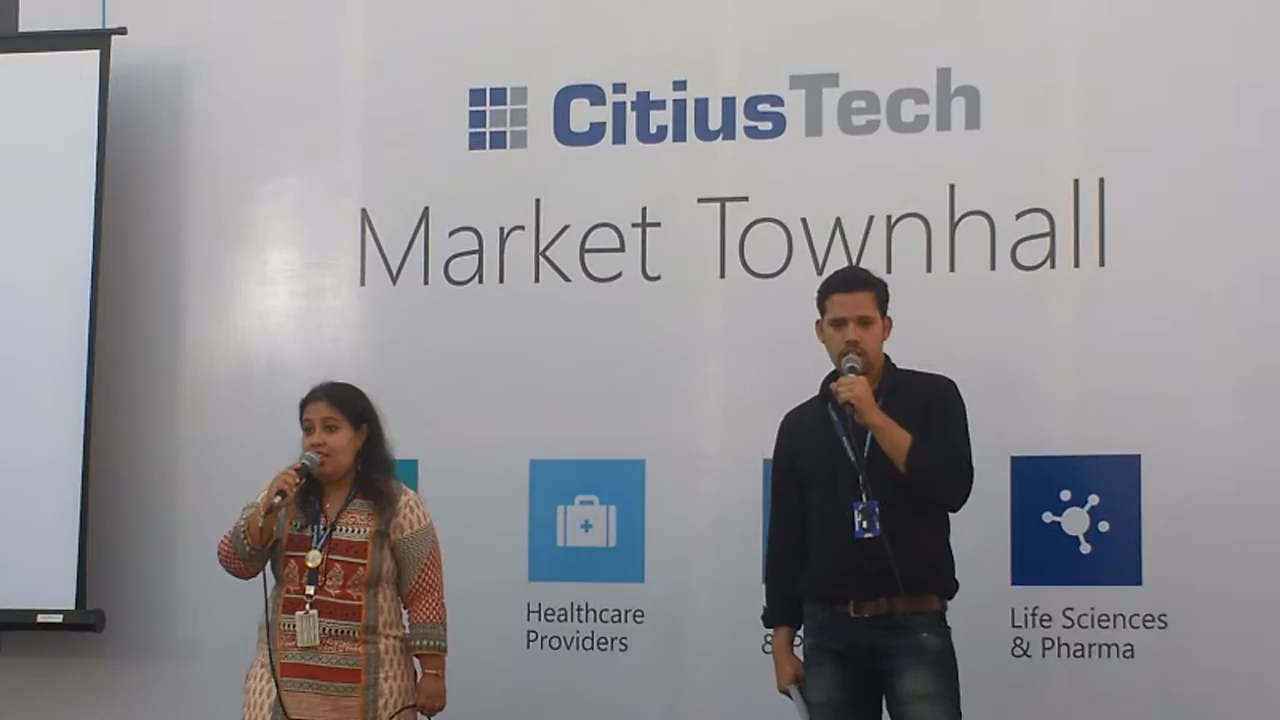 CitiusTech
Market Townhall
Healthcare
Providers
Life Sciences
& Pharma